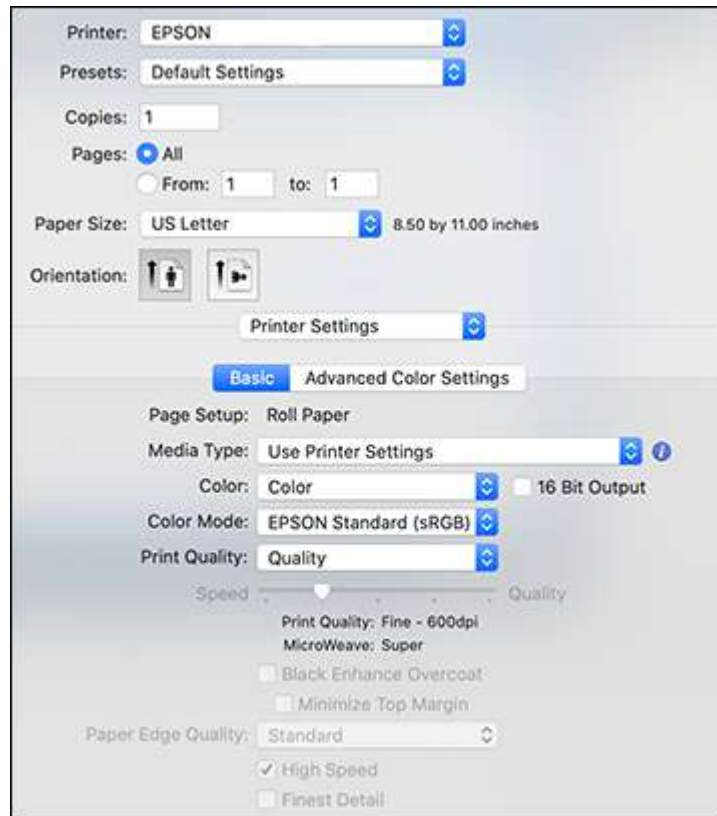 Printer: EPSON
Presets: Default Settings
Copies: 1
Pages: All
From: 1 to: 1
Paper Size: US Letter 8.50 by 11.00 inches
Orientation:
Printer Settings
Basic Advanced Color Settings
Page Setup: Roll Paper
Media Type: Use Printer Settings
Color: Color 16 Bit Output
Color Mode: EPSON Standard (sRGB)
Print Quality: Quality
Speed Quality
Print Quality: Fine - 600dpi
MicroWeave: Super
Black Enhance Overcoat
Minimize Top Margin
Paper Edge Quality: Standard
High Speed
Finest Detail